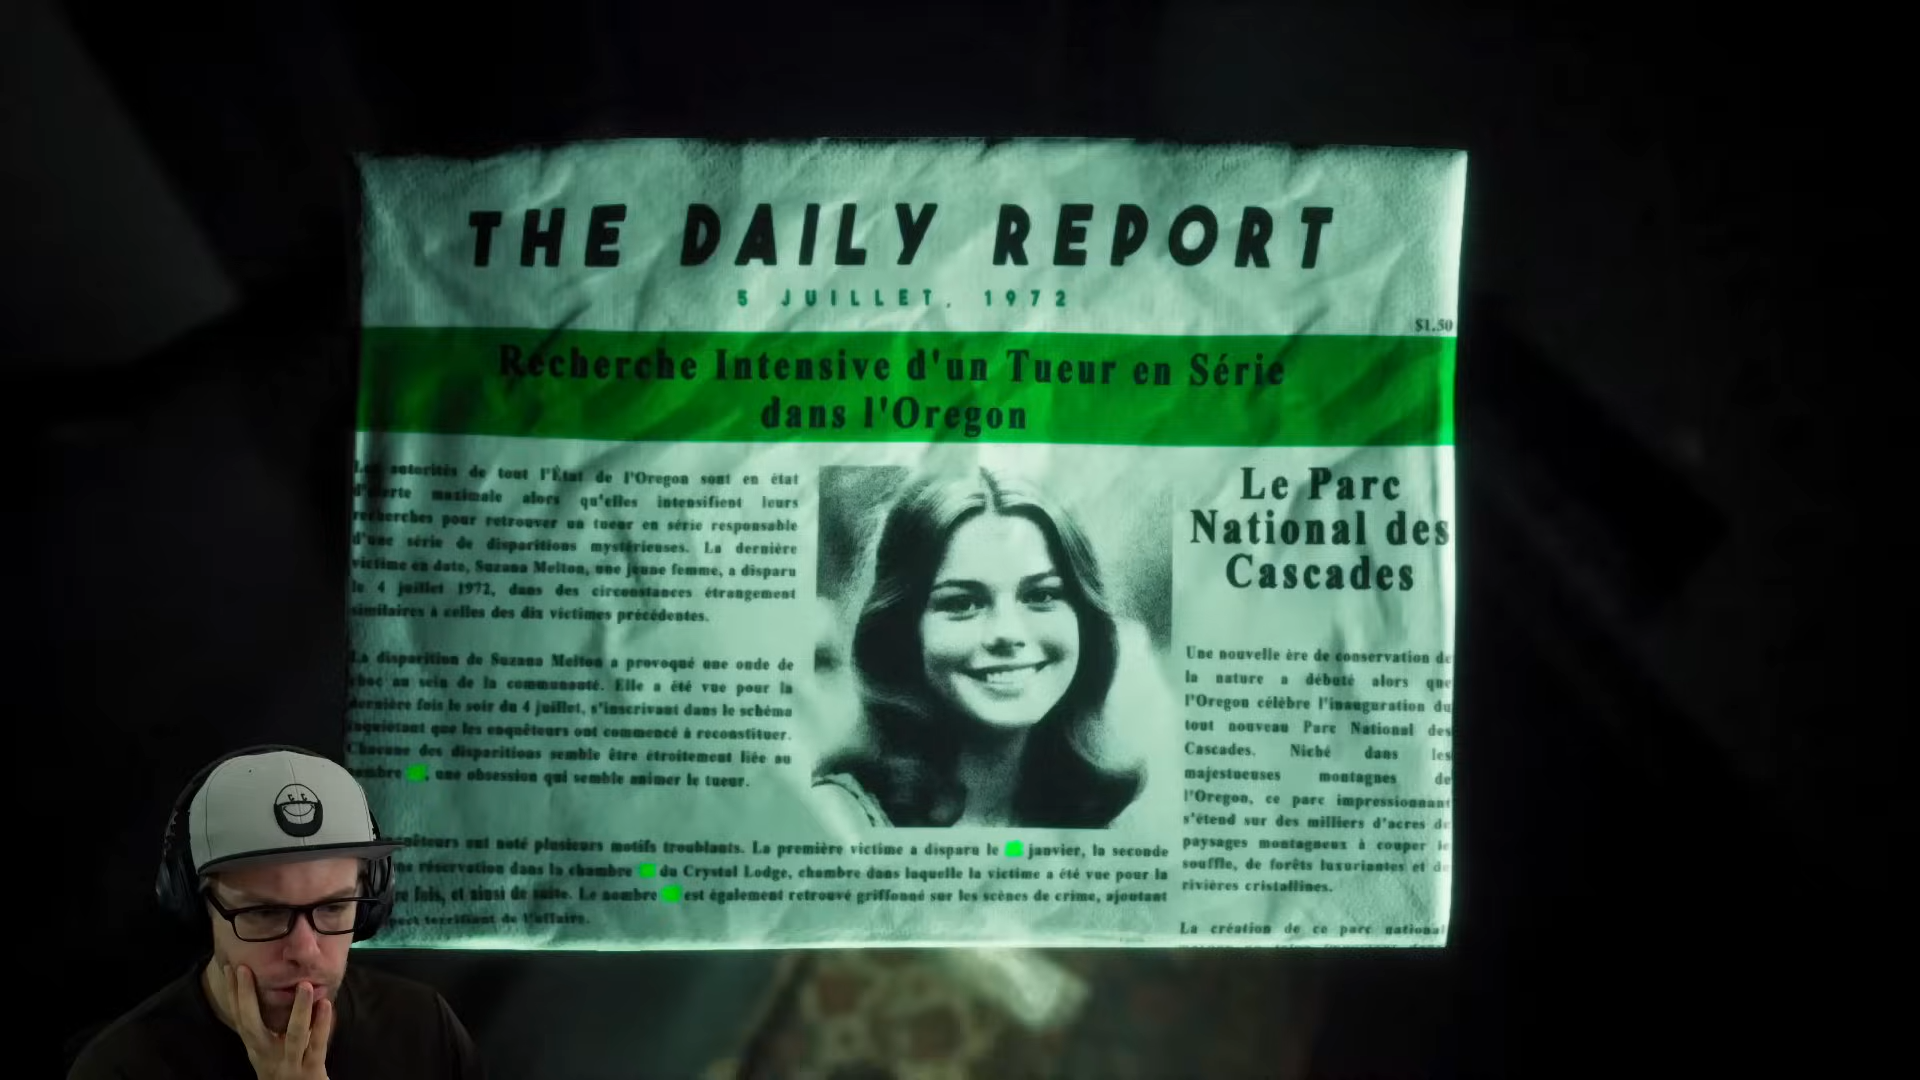 THE DAILY REPORT
5 JUILLET, 1972
$1.50
Recherche Intensive d'un Tueur en Série
dans l'Oregon
autorités de tout l'État de l'Oregon sont en état
maximale alors qu'elles intensifient leurs
recherches pour retrouver un tueur en série responsable
d'une série de disparitions mystérieuses. La dernière
victime en date, Suzana Melton, une jeune femme, a disparu
le 4 juillet 1972, dans des circonstances étrangement
similaires à celles des dix victimes précédentes.
La disparition de Suzana Melton a provoqué une onde de
choc au sein de la communauté. Elle a été vue pour la
dernière fois le soir du 4 juillet, s'inscrivant dans le schéma
inquiétant que les enquêteurs ont commencé à reconstituer.
Chacune des disparitions semble être étroitement liée au
, une obsession qui semble animer le tueur.
ont noté plusieurs motifs troublants. La première victime a disparu le janvier, la seconde
réservation dans la chambre du Crystal Lodge, chambre dans laquelle la victime a été vue pour la
fois, et ainsi de suite. Le nombre est également retrouvé griffonné sur les scènes de crime, ajoutant
terrifiant de l'affaire.
Le Parc
National des
Cascades
Une nouvelle ère de conservation de
la nature a débuté alors que
l'Oregon célèbre l'inauguration du
tout nouveau Parc National des
Cascades. Niché dans les
majestueuses montagnes de
l'Oregon, ce parc impressionnant
s'étend sur des milliers d'acres de
paysages montagneux à couper le
souffle, de forêts luxuriantes et de
rivières cristallines.
La création de ce parc national